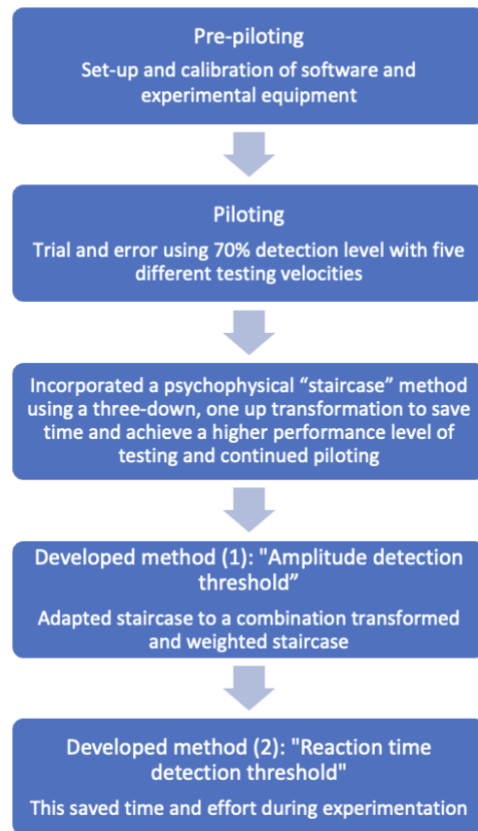 Pre-piloting
Set-up and calibration of software and
experimental equipment
Piloting
Trial and error using 70% detection level with five
different testing velocities
Incorporated a psychophysical “staircase” method
using a three-down, one up transformation to save
time and achieve a higher performance level of
testing and continued piloting
Developed method (1): "Amplitude detection
threshold”
Adapted staircase to a combination transformed
and weighted staircase
Developed method (2): "Reaction time
detection threshold"
This saved time and effort during experimentation